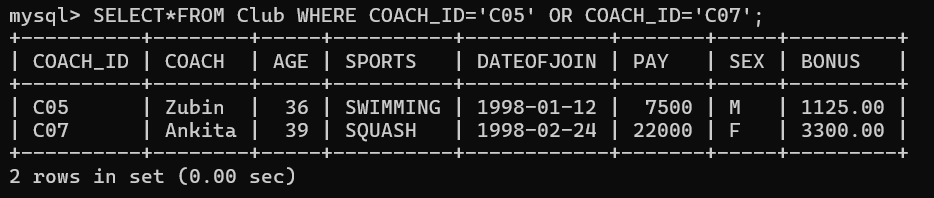 mysql> SELECT*FROM Club WHERE COACH_ID='C05' OR COACH_ID='C07';
+----------+--------+-----+----------+------------+-------+-----+---------+
| COACH_ID | COACH  | AGE | SPORTS   | DATEOFJOIN | PAY   | SEX | BONUS   |
+----------+--------+-----+----------+------------+-------+-----+---------+
| C05      | Zubin  |  36 | SWIMMING | 1998-01-12 |  7500 | M   | 1125.00 |
| C07      | Ankita |  39 | SQUASH   | 1998-02-24 | 22000 | F   | 3300.00 |
+----------+--------+-----+----------+------------+-------+-----+---------+
2 rows in set (0.00 sec)